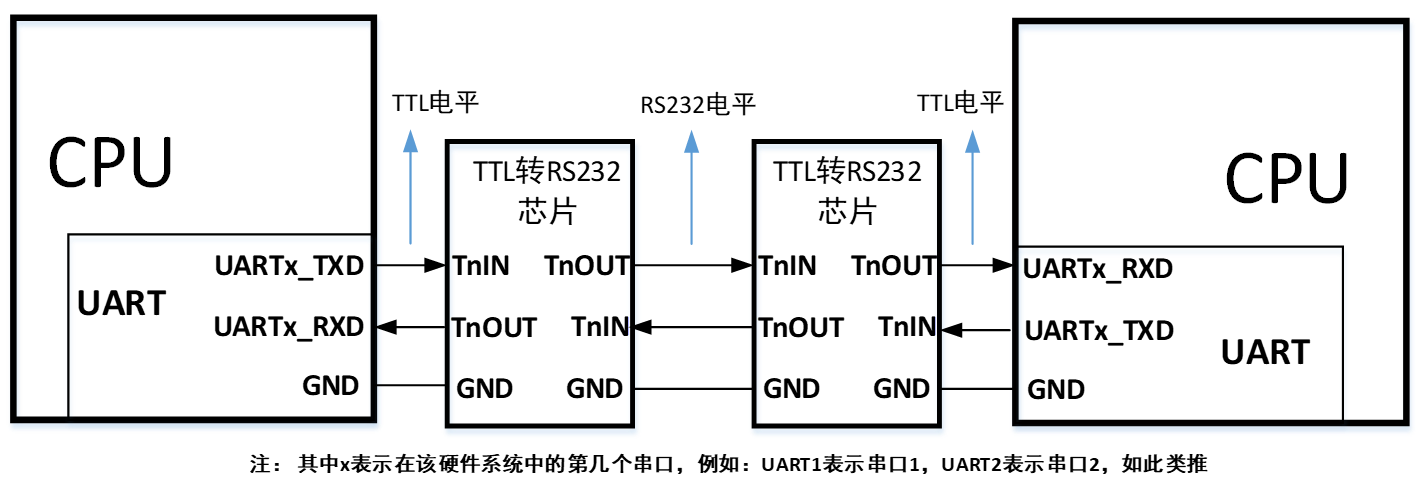 TTL电平
RS232电平
TTL电平
CPU
TTL转RS232
芯片
TTL转RS232
芯片
CPU
UARTx_TXD
TnIN
TnOUT
TnIN
TnOUT
UARTx_RXD
UART
UARTx_RXD
TnOUT
TnIN
TnOUT
TnIN
UARTx_TXD
UART
GND
GND
GND
GND
GND
GND
注： 其中x表示在该硬件系统中的第几个串口，例如：UART1表示串口1，UART2表示串口2，如此类推